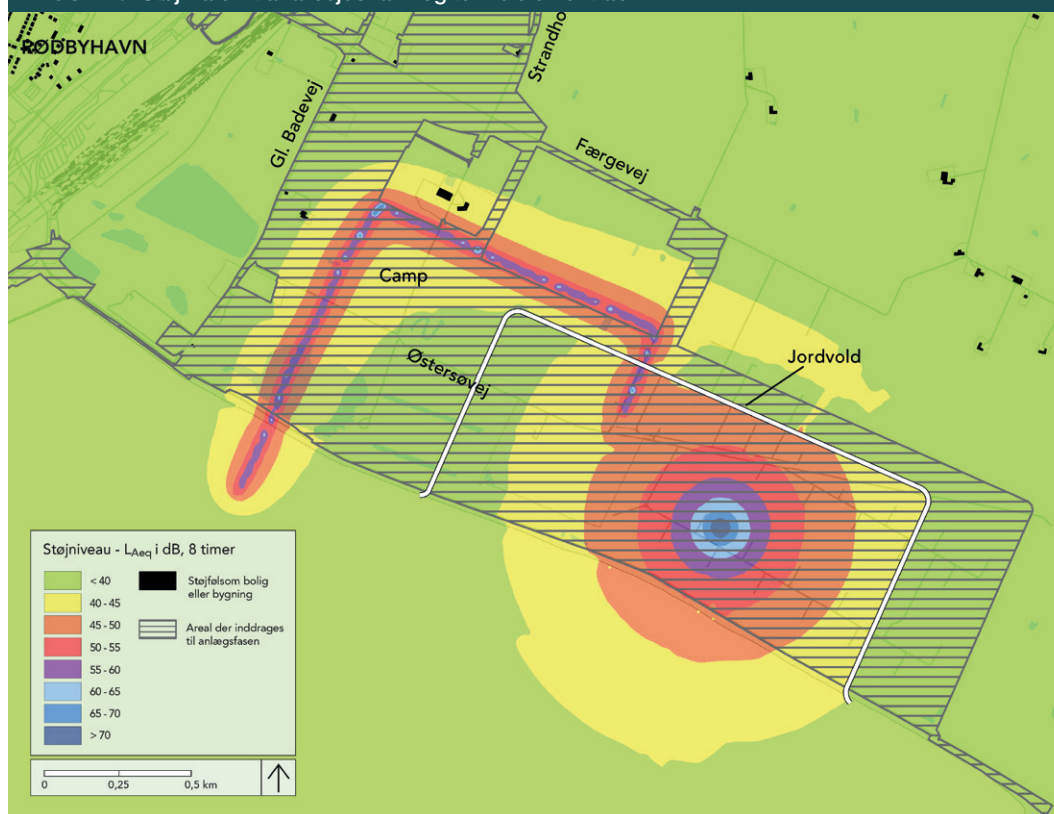 RØDBYHAVN
Gl. Badevej
Færgevej
Camp
Østersøvej
Jordvold
Støjniveau - LAeq i dB, 8 timer
< 40
40 - 45
45 - 50
50 - 55
55 - 60
60 - 65
65 - 70
> 70
Støjfølsom bolig
eller bygning
Areal der inddrages
til anlægsfasen
0 0,25 0,5 km